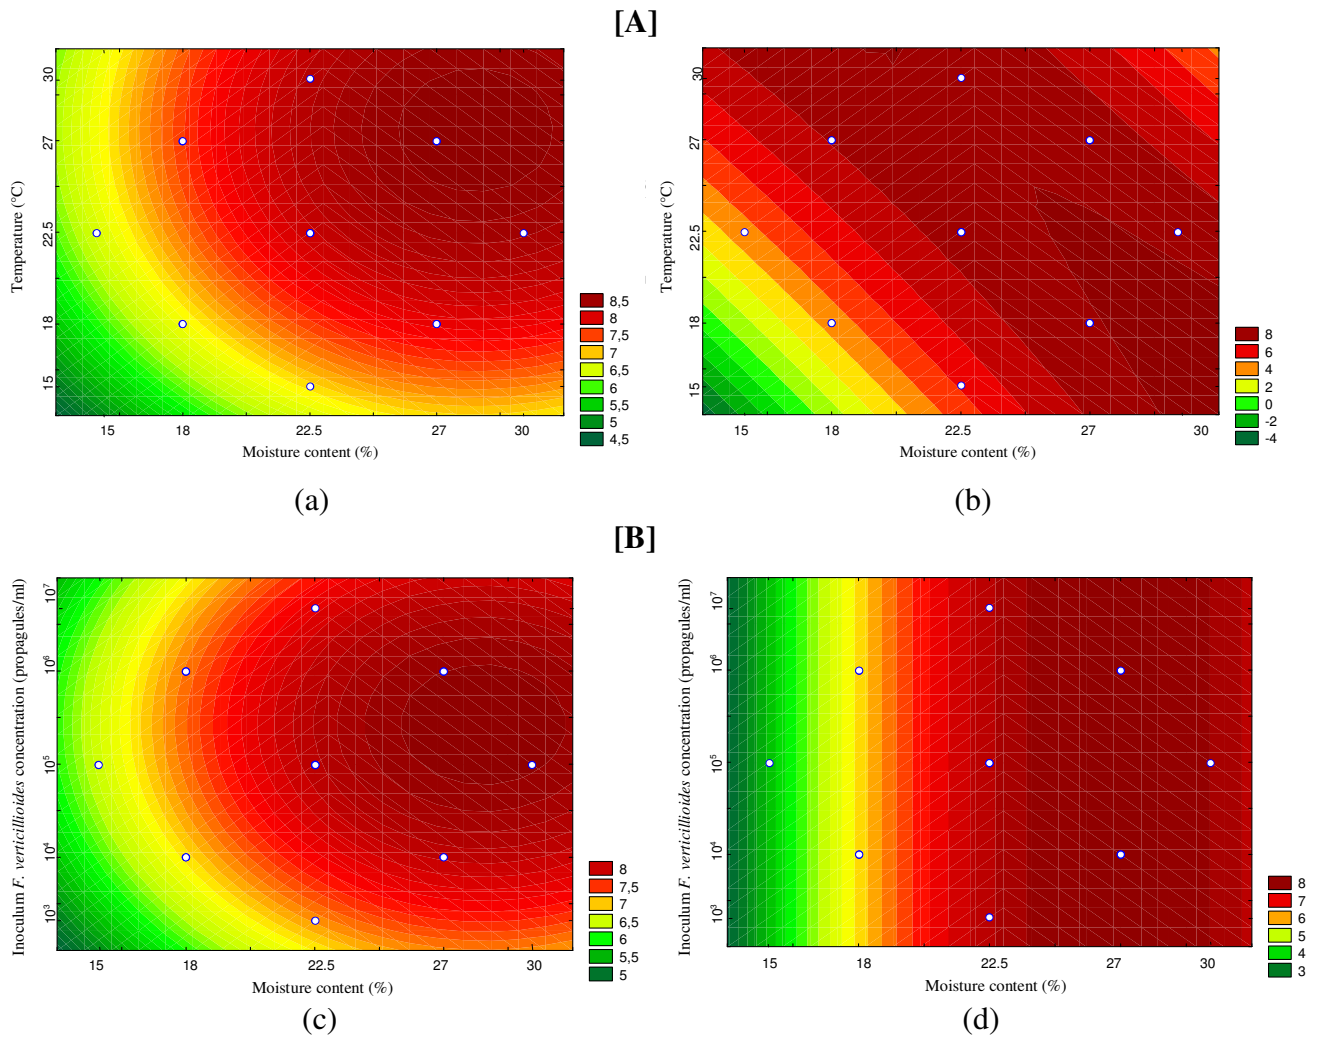 [A]
Temperature (°C)
30
27
22.5
18
15
15 18 22.5 27 30
Moisture content (%)
8,5
8
7,5
7
6,5
6
5,5
5
4,5
(a)
Temperature (°C)
30
27
22.5
18
15
15 18 22.5 27 30
Moisture content (%)
8
6
4
2
0
-2
-4
(b)
[B]
Inoculum F. verticillioides concentration (propagules/ml)
10⁷
10⁶
10⁵
10⁴
10³
15 18 22.5 27 30
Moisture content (%)
8
7,5
7
6,5
6
5,5
5
(c)
Inoculum F. verticillioides concentration (propagules/ml)
10⁷
10⁶
10⁵
10⁴
10³
15 18 22.5 27 30
Moisture content (%)
8
7
6
5
4
3
(d)